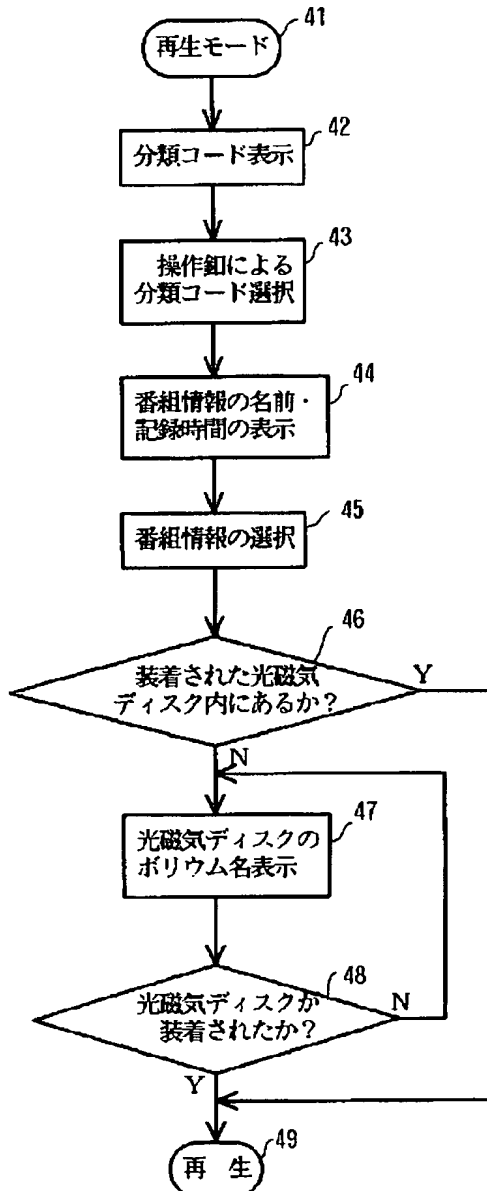 41
再生モード
42
分類コード表示
43
操作釦による
分類コード選択
44
番組情報の名前・
記録時間の表示
45
番組情報の選択
46
装着された光磁気
ディスク内にあるか？
Y
N
47
光磁気ディスクの
ボリウム名表示
48
光磁気ディスクが
装着されたか？
N
Y
49
再 生